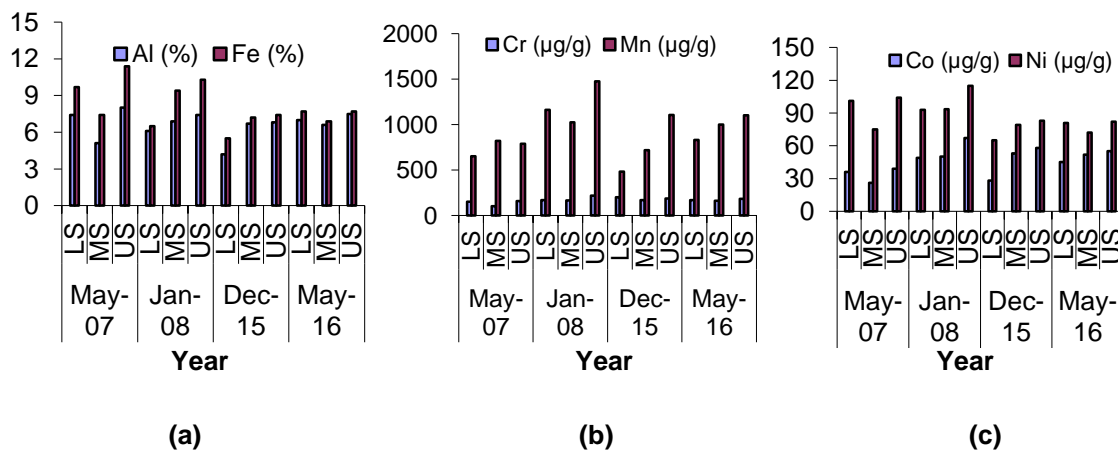 15
12
9
6
3
0
Al (%) Fe (%)
LS MS US LS MS US LS MS US LS MS US
May-07 Jan-08 Dec-15 May-16
Year
(a)
2000
1500
1000
500
0
Cr (µg/g) Mn (µg/g)
LS MS US LS MS US LS MS US LS MS US
May-07 Jan-08 Dec-15 May-16
Year
(b)
150
120
90
60
30
0
Co (µg/g) Ni (µg/g)
LS MS US LS MS US LS MS US LS MS US
May-07 Jan-08 Dec-15 May-16
Year
(c)